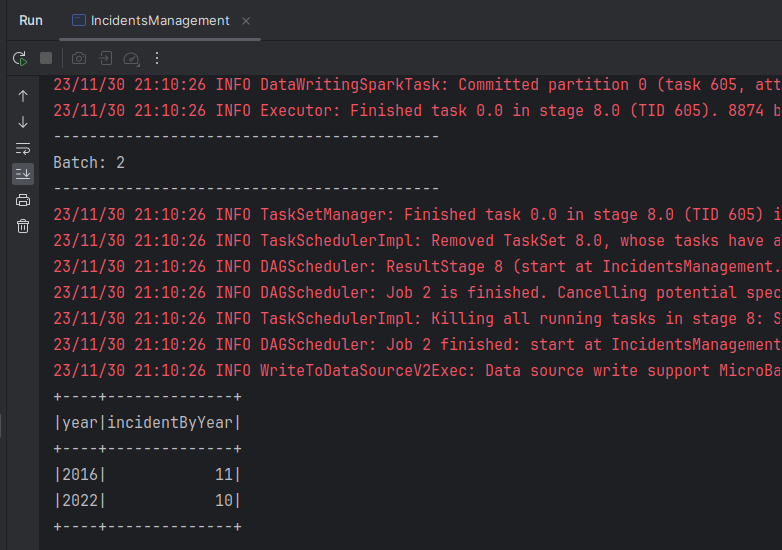 Run IncidentsManagement
23/11/30 21:10:26 INFO DataWritingSparkTask: Committed partition 0 (task 605, att
23/11/30 21:10:26 INFO Executor: Finished task 0.0 in stage 8.0 (TID 605). 8874 b
-------------------------------------------
Batch: 2
-------------------------------------------
23/11/30 21:10:26 INFO TaskSetManager: Finished task 0.0 in stage 8.0 (TID 605) i
23/11/30 21:10:26 INFO TaskSchedulerImpl: Removed TaskSet 8.0, whose tasks have a
23/11/30 21:10:26 INFO DAGScheduler: ResultStage 8 (start at IncidentsManagement.
23/11/30 21:10:26 INFO DAGScheduler: Job 2 is finished. Cancelling potential spec
23/11/30 21:10:26 INFO TaskSchedulerImpl: Killing all running tasks in stage 8: S
23/11/30 21:10:26 INFO DAGScheduler: Job 2 finished: start at IncidentsManagement
23/11/30 21:10:26 INFO WriteToDataSourceV2Exec: Data source write support MicroBa
+----+--------------+
|year|incidentByYear|
+----+--------------+
|2016|            11|
|2022|            10|
+----+--------------+